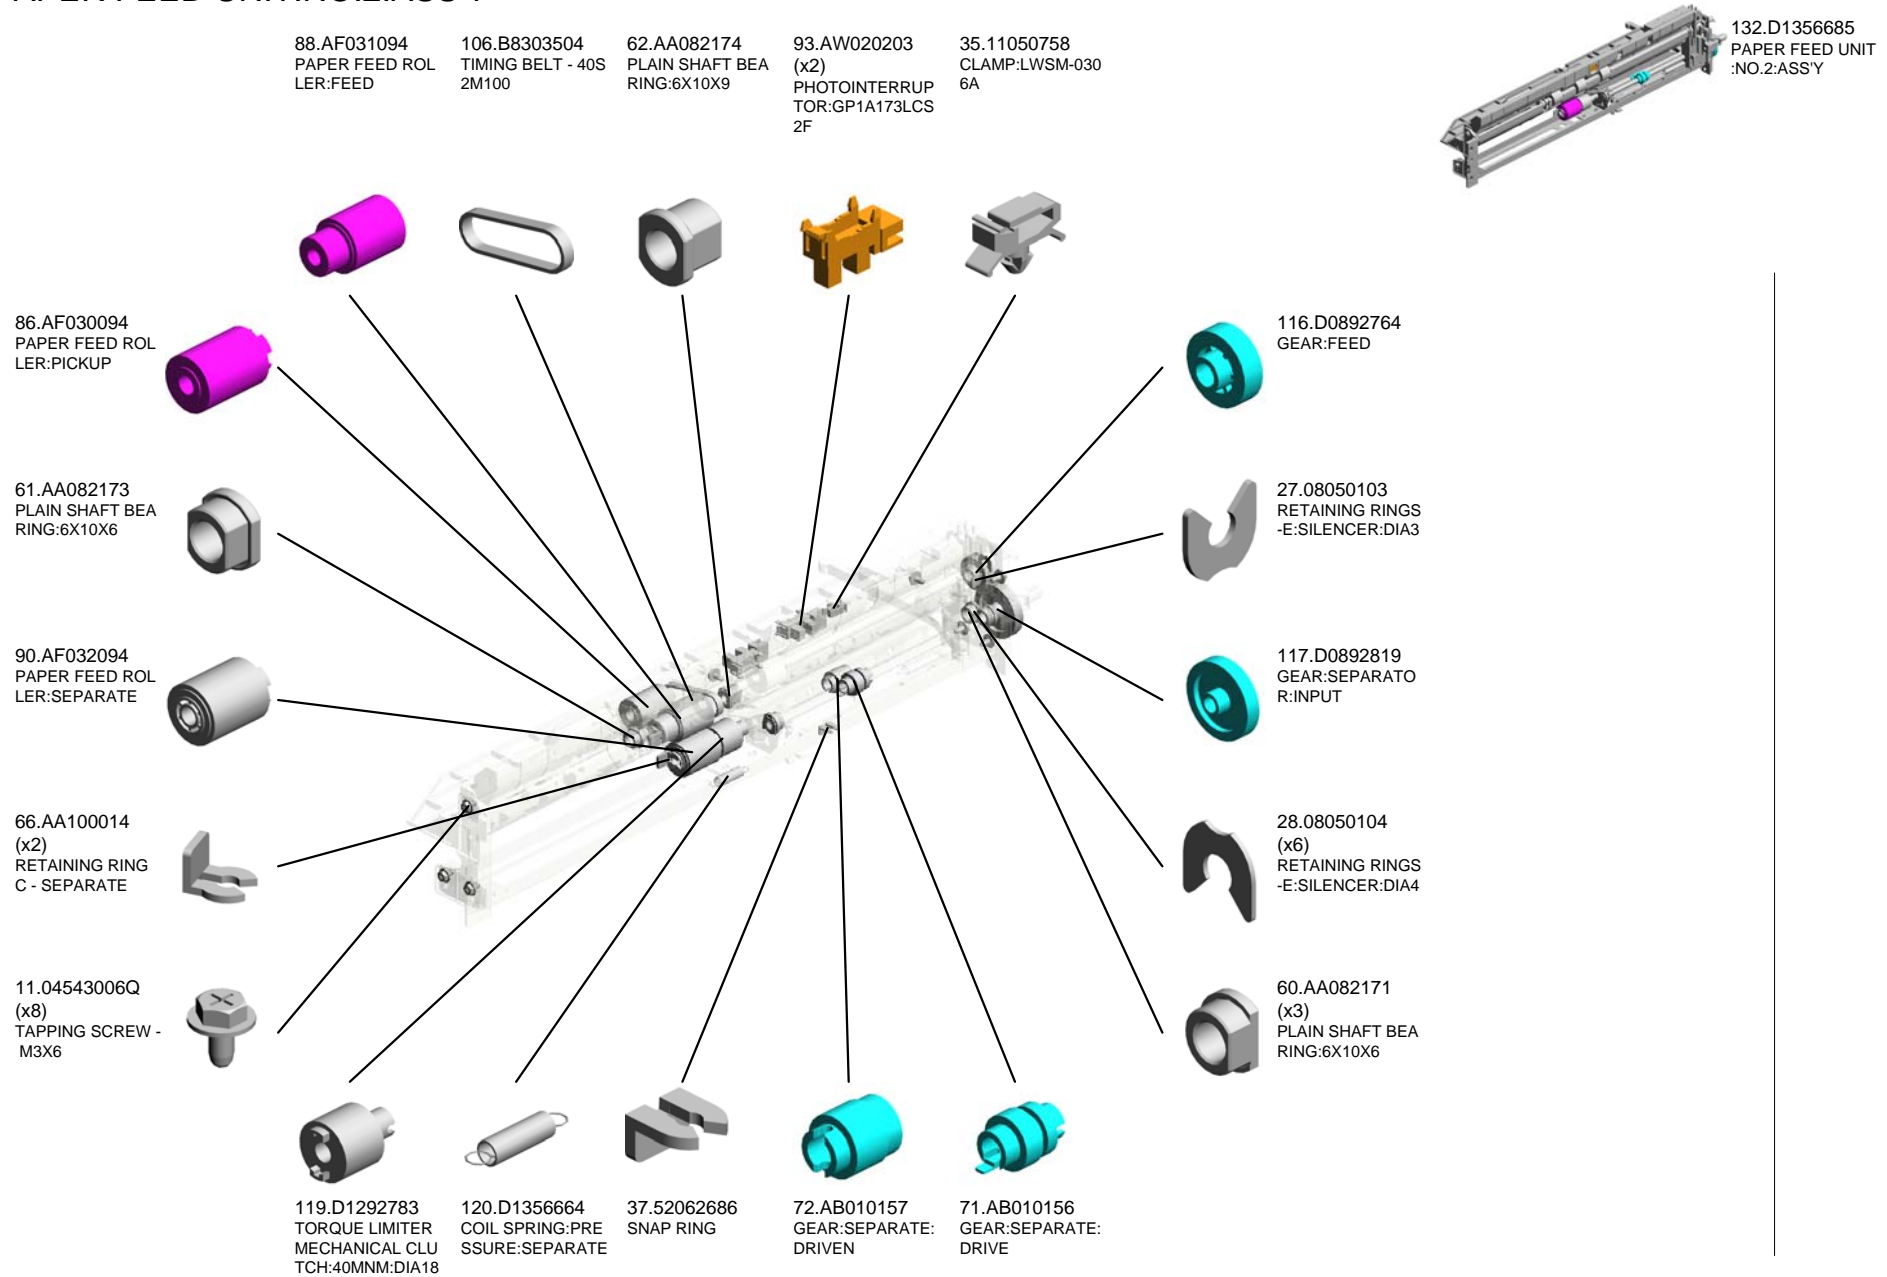 88.AF031094
PAPER FEED ROL
LER:FEED
106.B8303504
TIMING BELT - 40S
2M100
62.AA082174
PLAIN SHAFT BEA
RING:6X10X9
93.AW020203
(x2)
PHOTOINTERRUP
TOR:GP1A173LCS
2F
35.11050758
CLAMP:LWSM-030
6A
132.D1356685
PAPER FEED UNIT
:NO.2:ASS'Y
86.AF030094
PAPER FEED ROL
LER:PICKUP
116.D0892764
GEAR:FEED
61.AA082173
PLAIN SHAFT BEA
RING:6X10X6
27.08050103
RETAINING RINGS
-E:SILENCER:DIA3
90.AF032094
PAPER FEED ROL
LER:SEPARATE
117.D0892819
GEAR:SEPARATO
R:INPUT
66.AA100014
(x2)
RETAINING RING
C - SEPARATE
28.08050104
(x6)
RETAINING RINGS
-E:SILENCER:DIA4
11.04543006Q
(x8)
TAPPING SCREW -
M3X6
60.AA082171
(x3)
PLAIN SHAFT BEA
RING:6X10X6
119.D1292783
TORQUE LIMITER
MECHANICAL CLU
TCH:40MNM:DIA18
120.D1356664
COIL SPRING:PRE
SSURE:SEPARATE
37.52062686
SNAP RING
72.AB010157
GEAR:SEPARATE:
DRIVEN
71.AB010156
GEAR:SEPARATE:
DRIVE